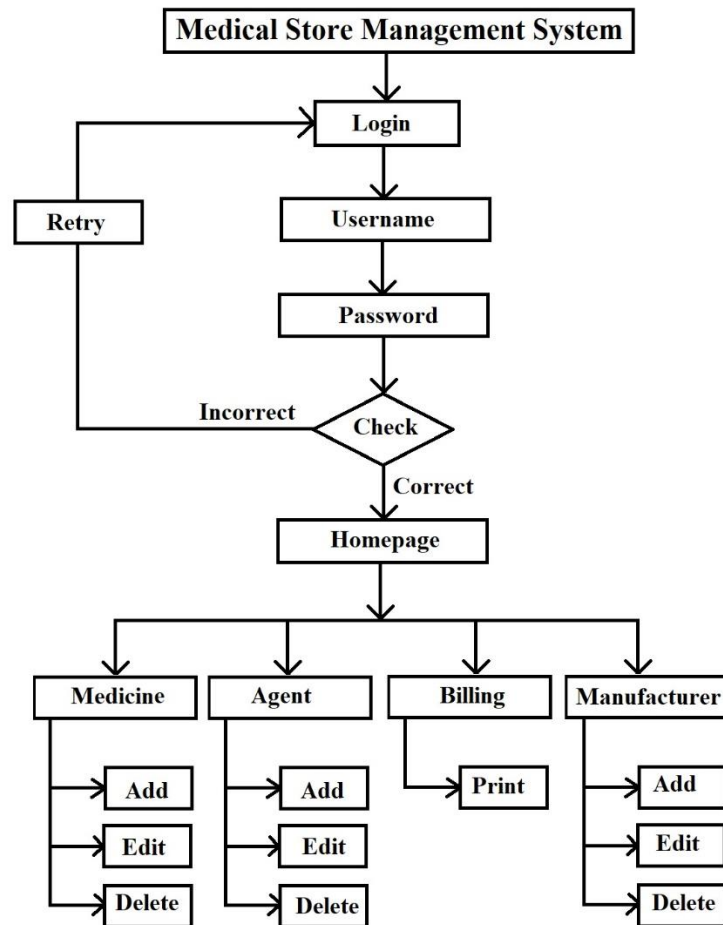 Medical Store Management System
Login
Retry
Username
Password
Incorrect
Check
Correct
Homepage
Medicine
Agent
Billing
Manufacturer
Add
Add
Print
Add
Edit
Edit
Edit
Delete
Delete
Delete